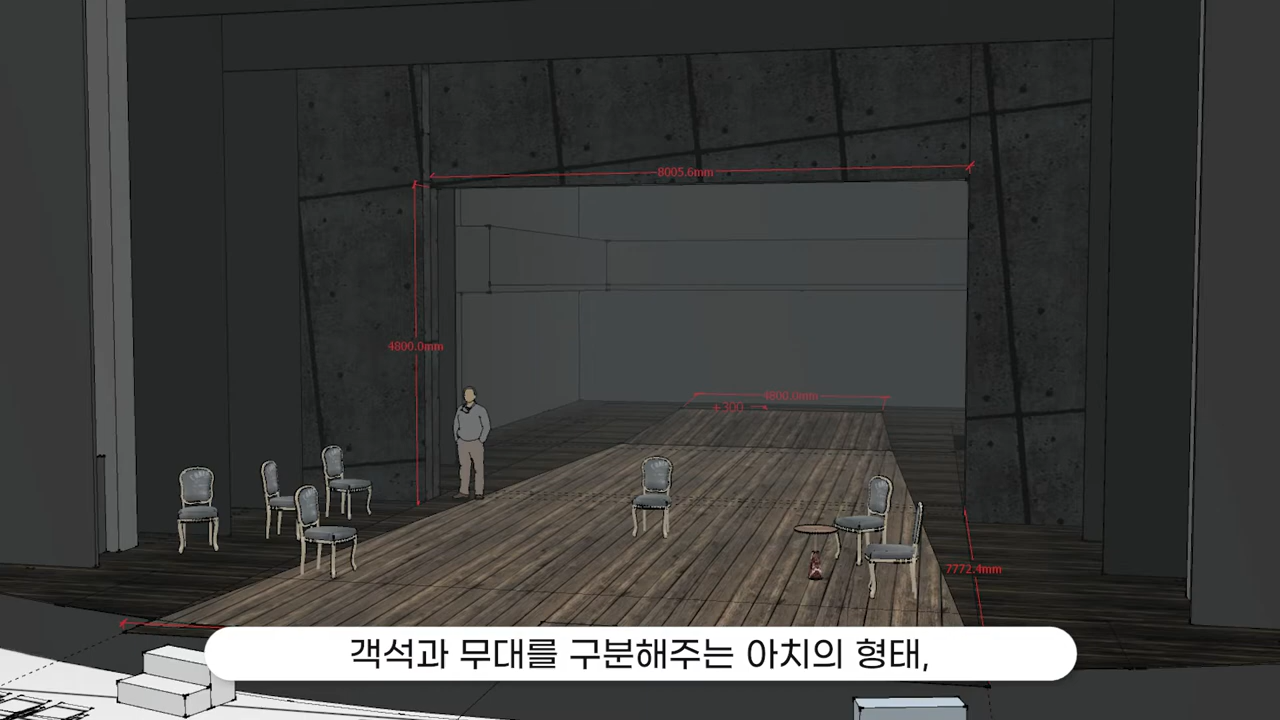 8005.6mm
4800.0mm
4800.0mm
7772.4mm
객석과 무대를 구분해주는 아치의 형태,